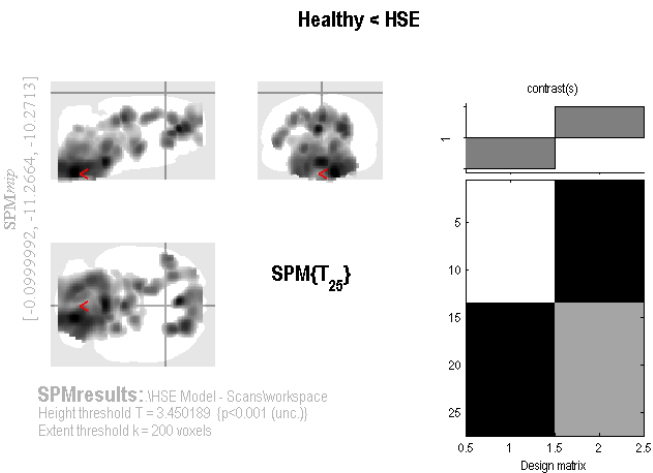 Healthy < HSE
SPMmip
[-0.0999992, -11.2664, -10.2713]
<
<
<
SPM{T25}
contrast(s)
1
5
10
15
20
25
0.5 1 1.5 2 2.5
Design matrix
SPMresults: .\HSE Model - Scans\workspace
Height threshold T = 3.450189 {p<0.001 (unc.)}
Extent threshold k = 200 voxels